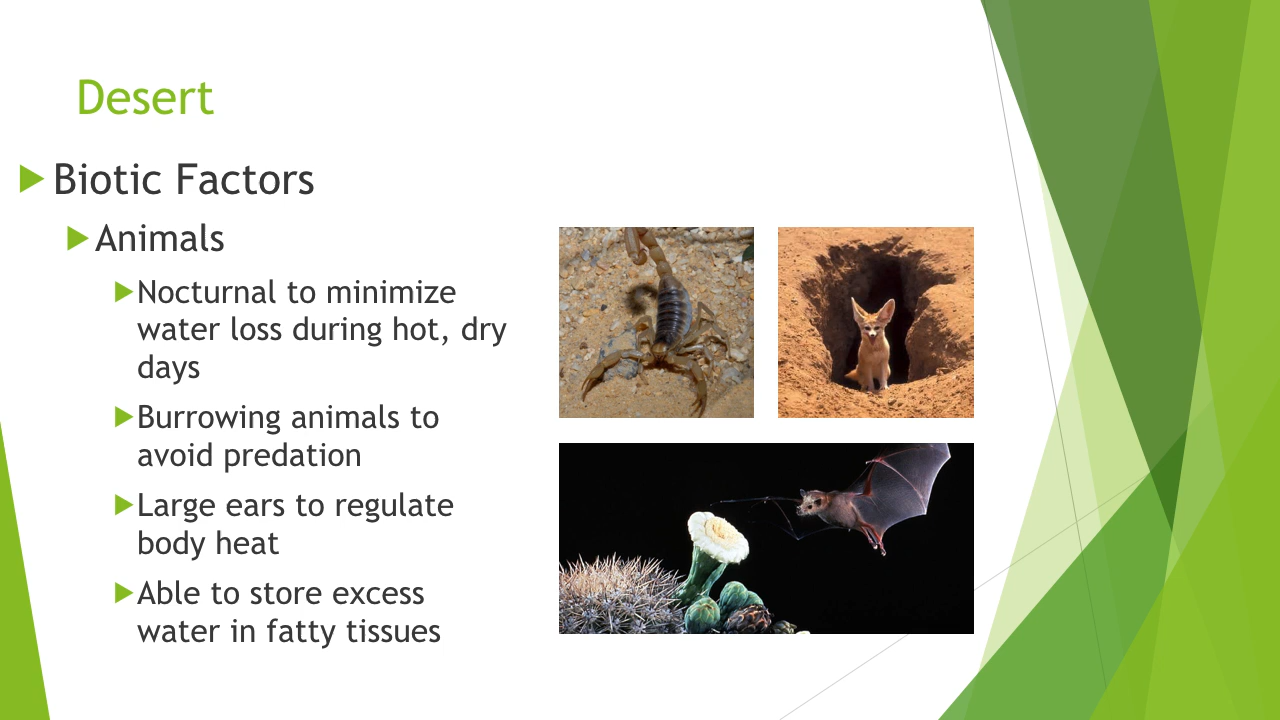 Desert
Biotic Factors
Animals
Nocturnal to minimize
water loss during hot, dry
days
Burrowing animals to
avoid predation
Large ears to regulate
body heat
Able to store excess
water in fatty tissues